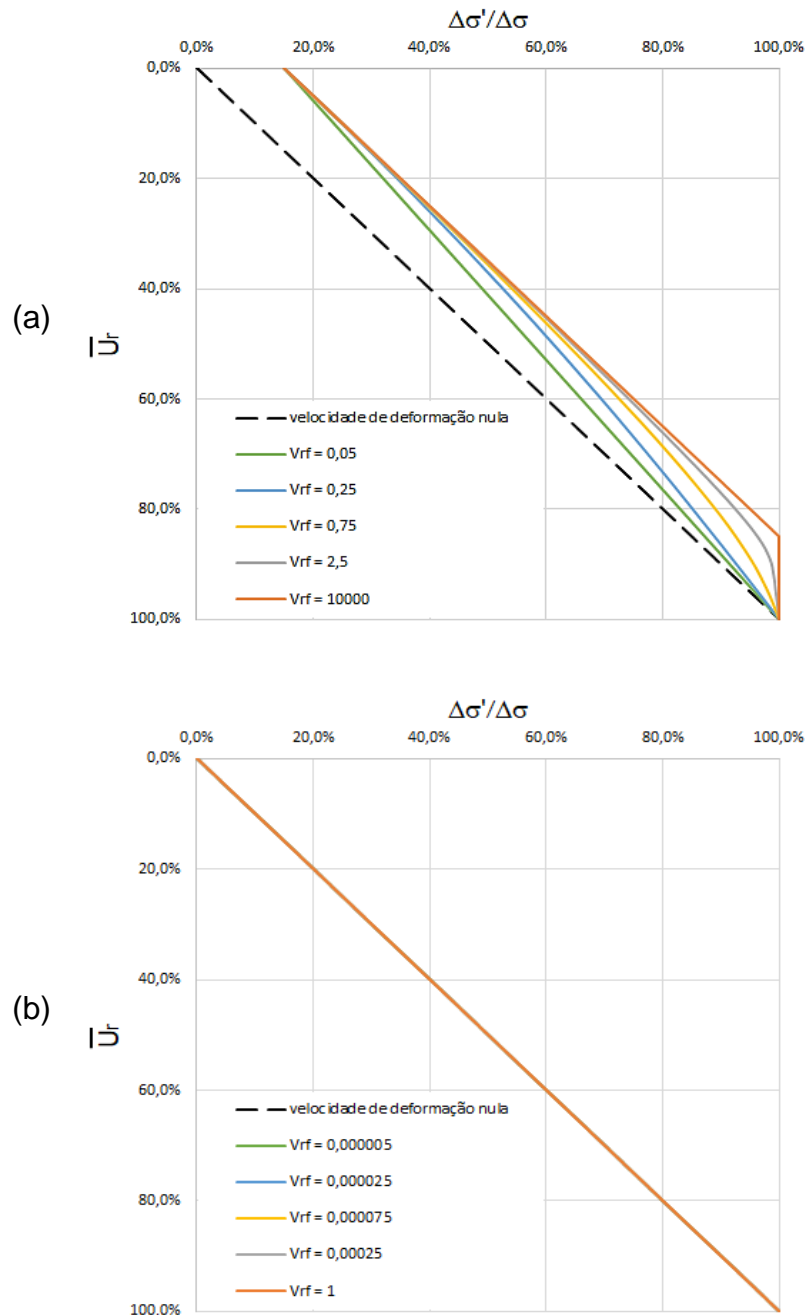 Δσ'/Δσ
0,0% 20,0% 40,0% 60,0% 80,0% 100,0%
0,0%
20,0%
40,0%
60,0%
80,0%
100,0%
(a)
U̅r
velocidade de deformação nula
Vrf = 0,05
Vrf = 0,25
Vrf = 0,75
Vrf = 2,5
Vrf = 10000
Δσ'/Δσ
0,0% 20,0% 40,0% 60,0% 80,0% 100,0%
0,0%
20,0%
40,0%
60,0%
80,0%
100.0%
(b)
U̅r
velocidade de deformação nula
Vrf = 0,000005
Vrf = 0,000025
Vrf = 0,000075
Vrf = 0,00025
Vrf = 1